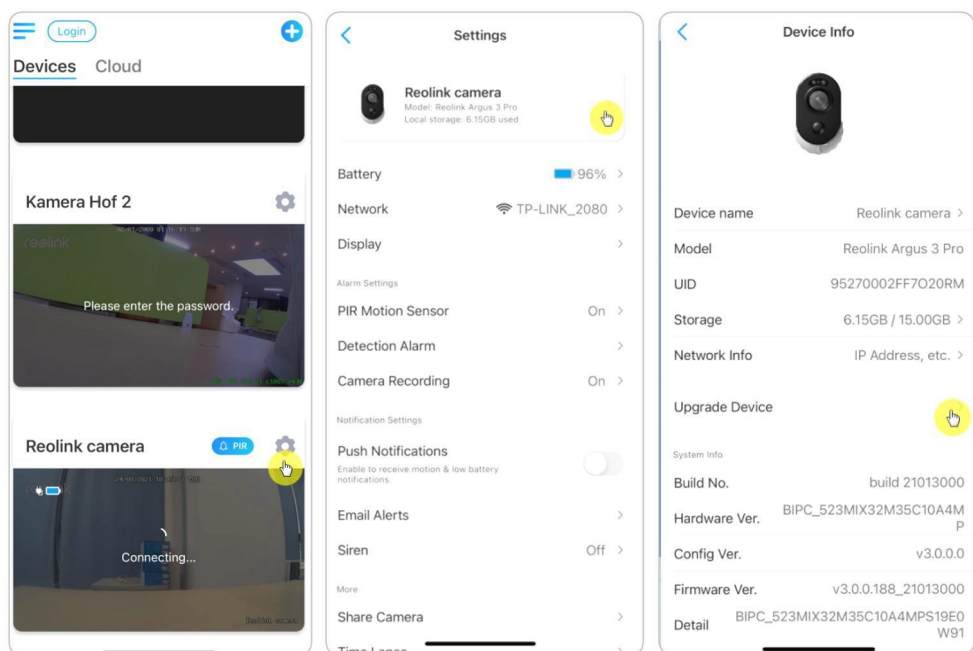 Login
Devices Cloud
Kamera Hof 2
reolink
Please enter the password.
Reolink camera
PIR
Connecting...
Reolink camera
Settings
Reolink camera
Model: Reolink Argus 3 Pro
Local storage: 6.15GB used
Battery 96%
Network TP-LINK_2080
Display
Alarm Settings
PIR Motion Sensor On
Detection Alarm
Camera Recording On
Notification Settings
Push Notifications
Enable to receive motion & low battery
notifications.
Email Alerts
Siren Off
More
Share Camera
Time Lapse
Device Info
Device name Reolink camera
Model Reolink Argus 3 Pro
UID 95270002FF7O20RM
Storage 6.15GB / 15.00GB
Network Info IP Address, etc.
Upgrade Device
System Info
Build No. build 21013000
Hardware Ver. BIPC_523MIX32M35C10A4M
P
Config Ver. v3.0.0.0
Firmware Ver. v3.0.0.188_21013000
Detail BIPC_523MIX32M35C10A4MPS19E0
W91